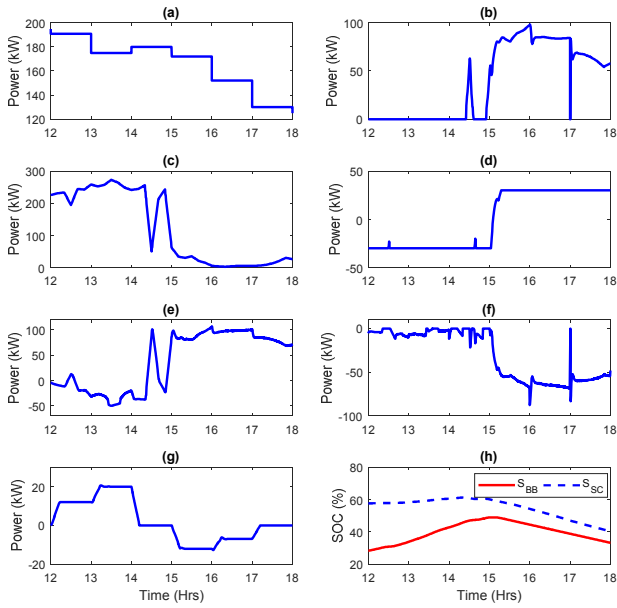 (a)
Power (kW)
200
180
160
140
120
12 13 14 15 16 17 18
(b)
Power (kW)
100
50
0
12 13 14 15 16 17 18
(c)
Power (kW)
300
200
100
0
12 13 14 15 16 17 18
(d)
Power (kW)
50
0
-50
12 13 14 15 16 17 18
(e)
Power (kW)
100
50
0
-50
12 13 14 15 16 17 18
(f)
Power (kW)
0
-50
-100
12 13 14 15 16 17 18
(g)
Power (kW)
20
0
-20
12 13 14 15 16 17 18
Time (Hrs)
(h)
SOC (%)
80
60
40
20
S_BB S_SC
12 13 14 15 16 17 18
Time (Hrs)